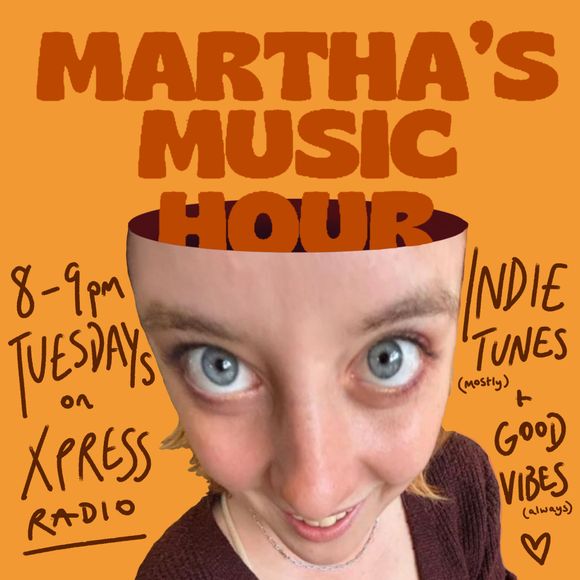 MARTHA'S
MUSIC
HOUR
8-9pm
TUESDAYS
on
XPRESS
RADIO
INDIE
TUNES
(mostly)
+
GOOD
VIBES
(always)